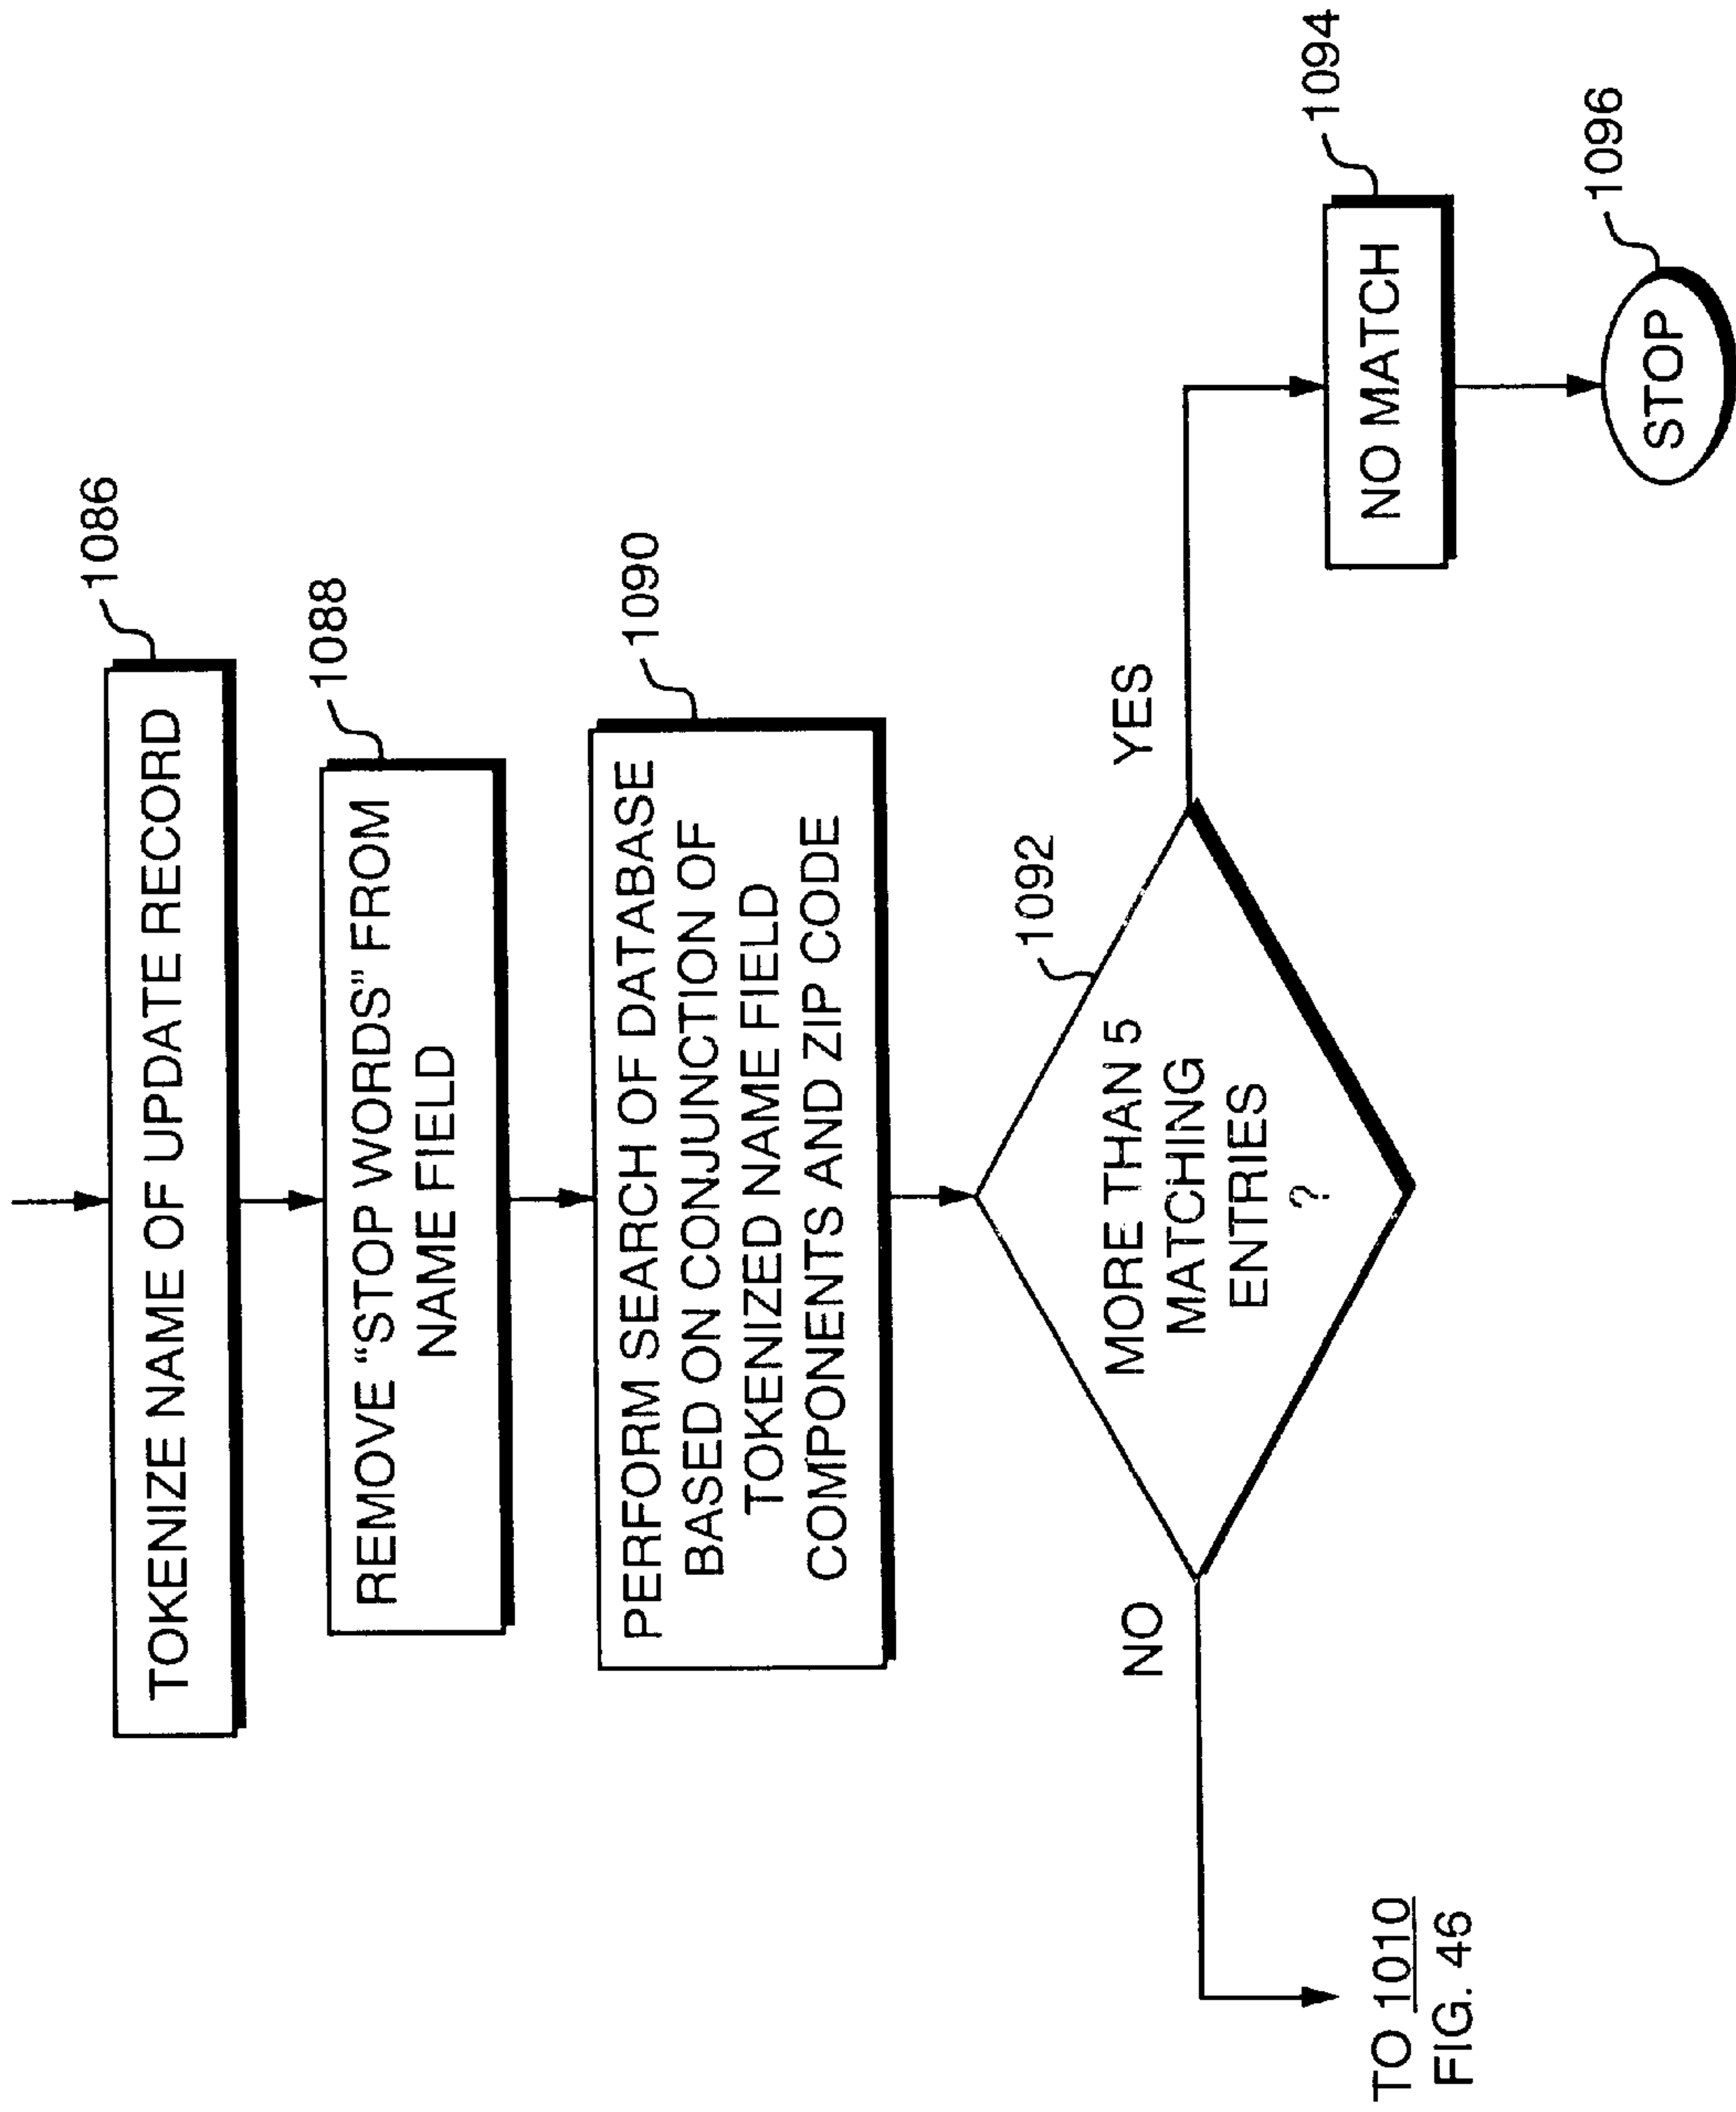 1086
TOKENIZE NAME OF UPDATE RECORD
1088
REMOVE “STOP WORDS” FROM
NAME FIELD
1090
PERFORM SEARCH OF DATABASE
BASED ON CONJUNCTION OF
TOKENIZED NAME FIELD
COMPONENTS AND ZIP CODE
1092
MORE THAN 5
MATCHING
ENTRIES
?
NO
YES
TO 1010
FIG. 46
1094
NO MATCH
1096
STOP